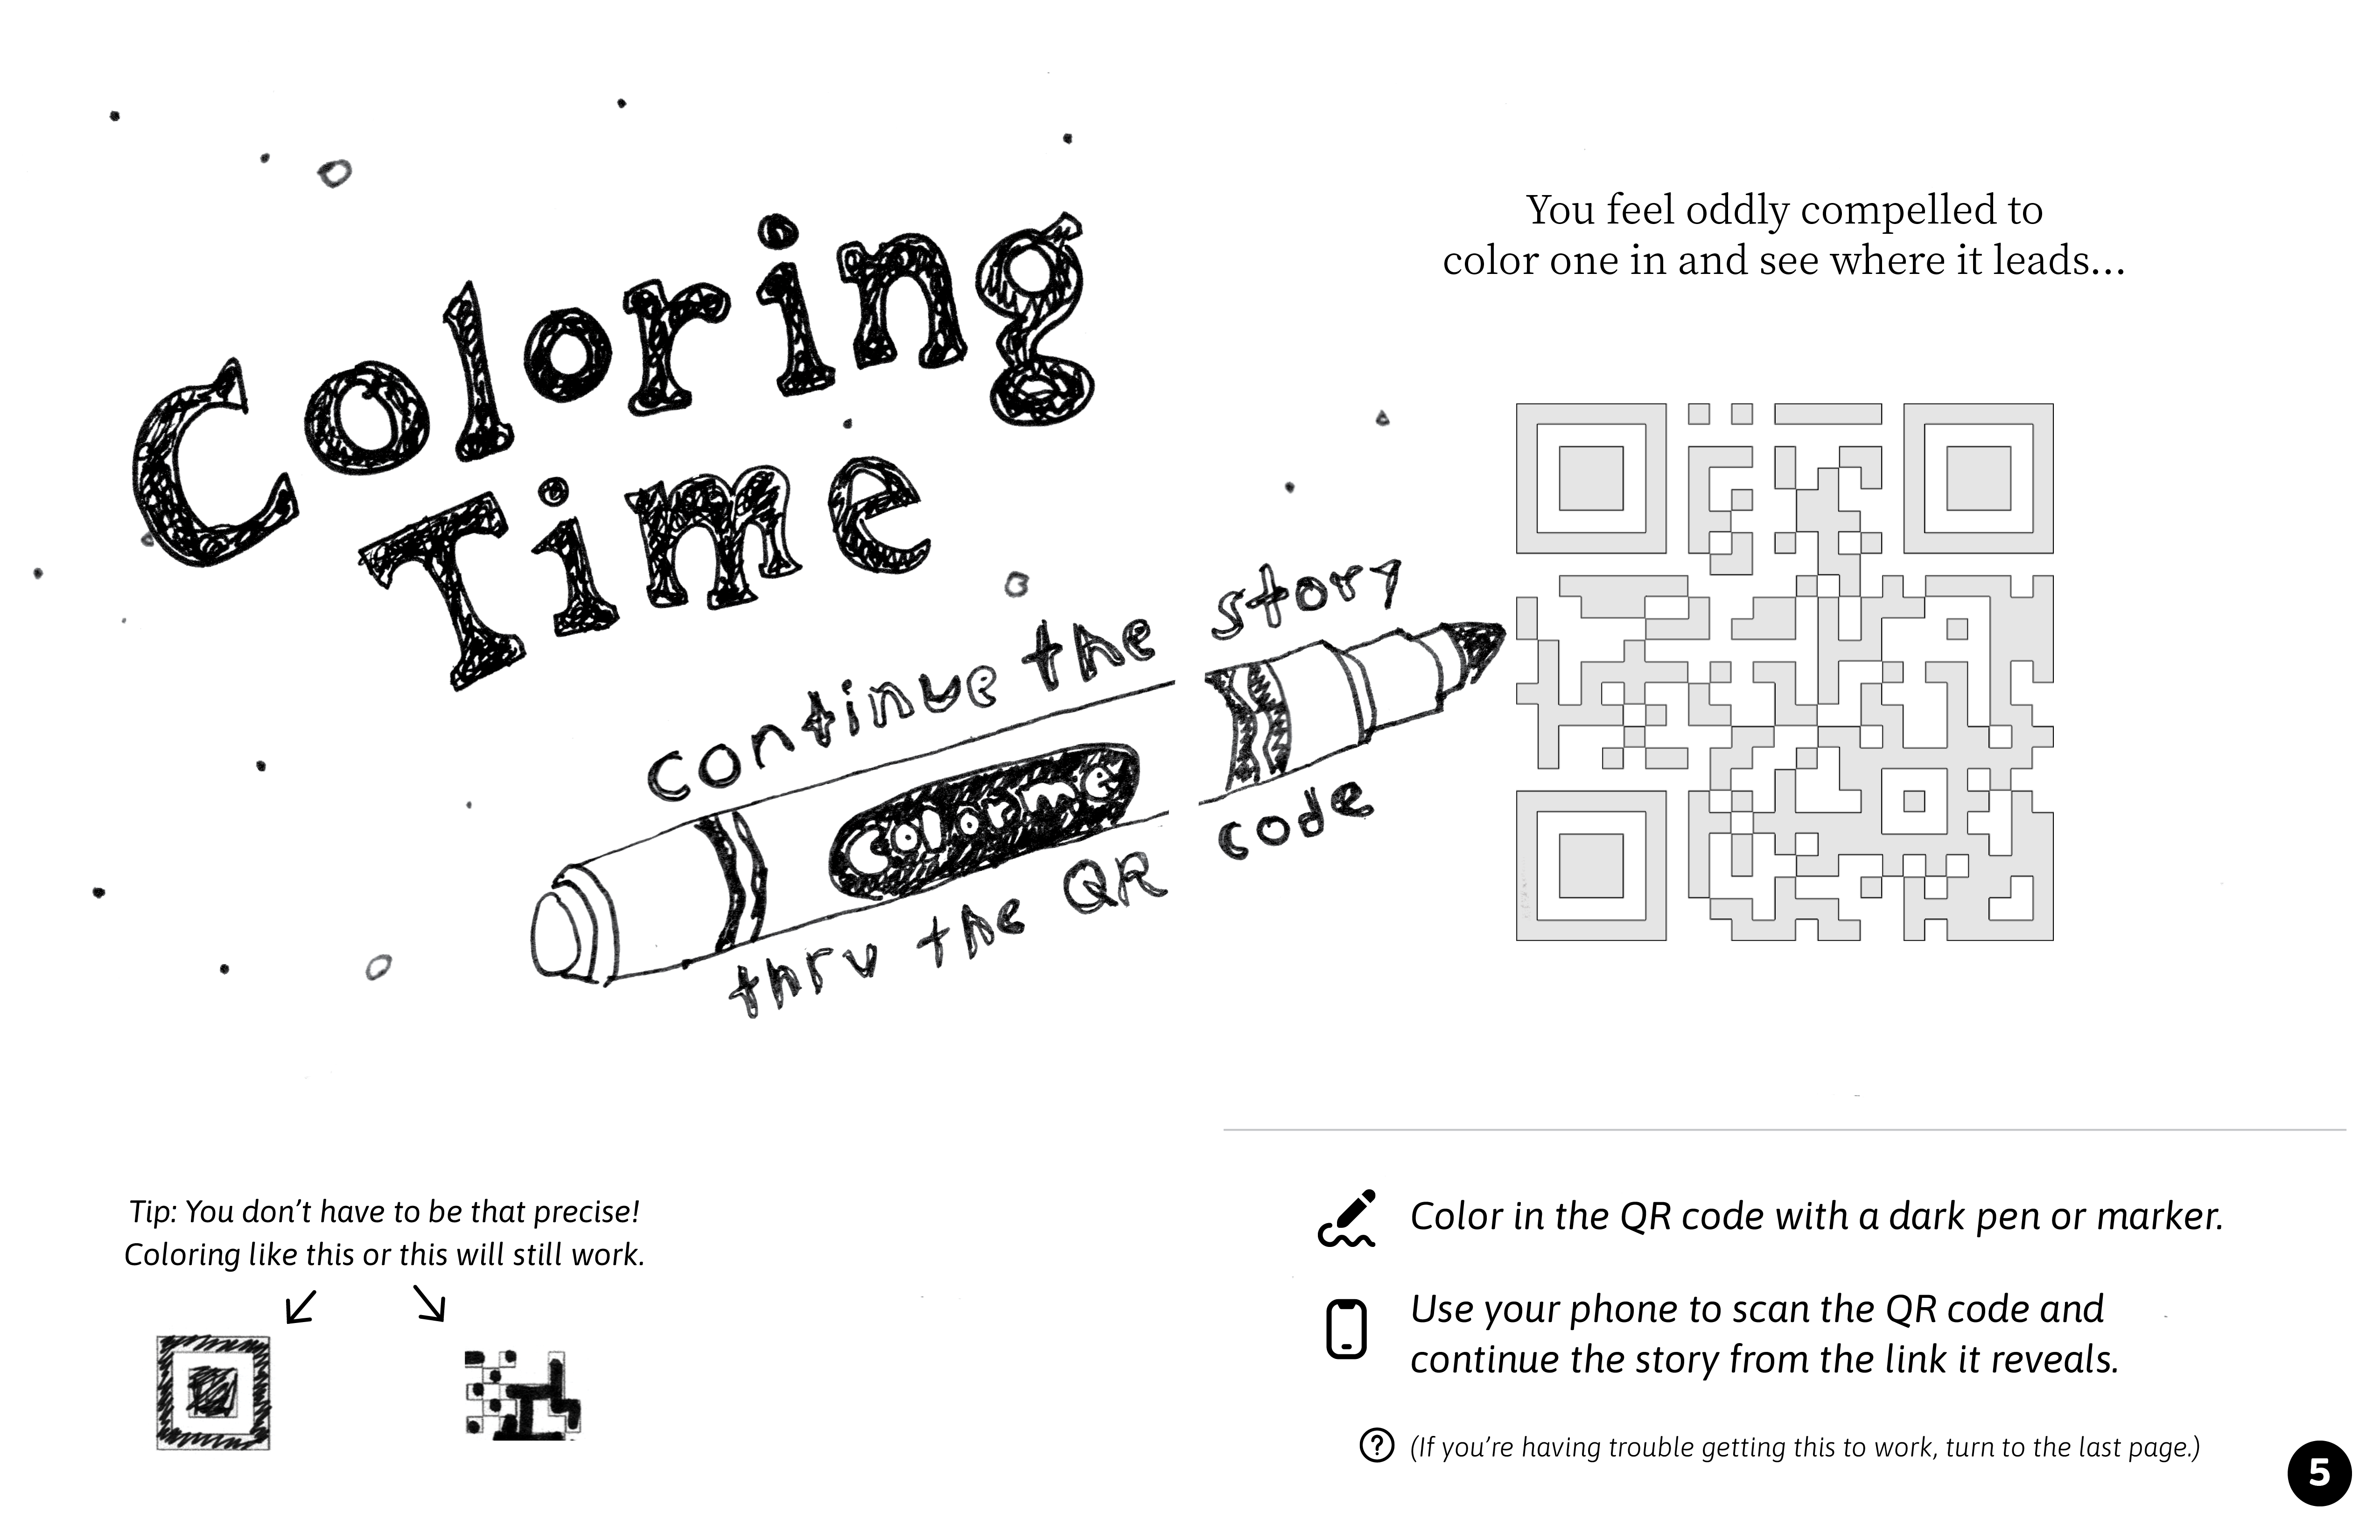 Coloring
Time
continue the story
Color me
thru the QR code
Tip: You don't have to be that precise!
Coloring like this or this will still work.
You feel oddly compelled to
color one in and see where it leads...
Color in the QR code with a dark pen or marker.
Use your phone to scan the QR code and
continue the story from the link it reveals.
(If you're having trouble getting this to work, turn to the last page.)
5